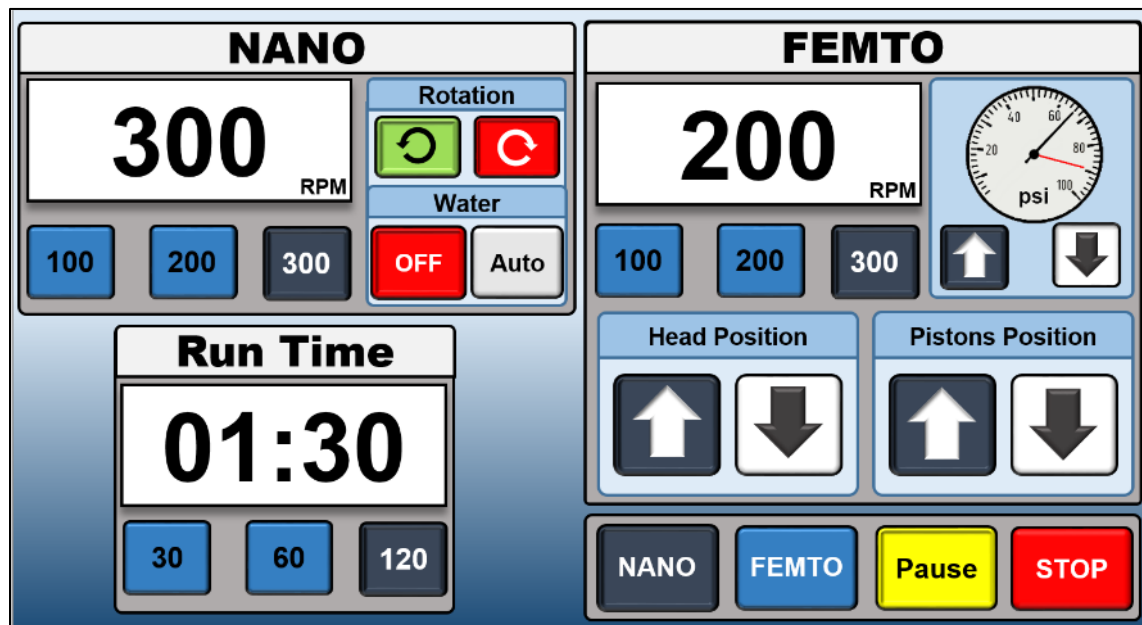 NANO
300
RPM
Rotation
Water
100 200 300
OFF Auto
Run Time
01:30
30 60 120
FEMTO
200
RPM
20 40 60 80 100
psi
100 200 300
Head Position
Pistons Position
NANO FEMTO Pause STOP